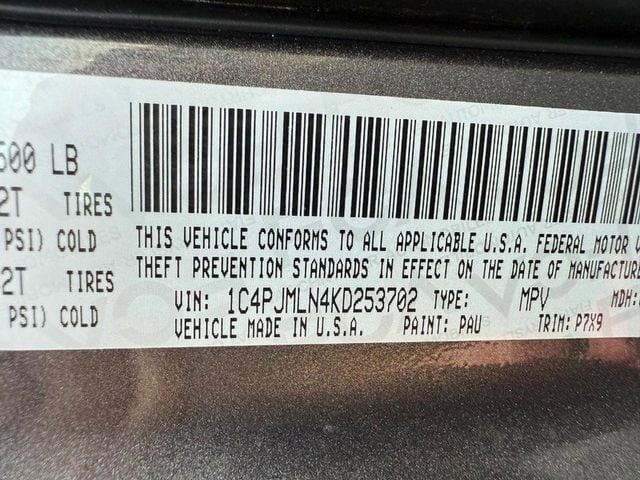 500 LB
2T TIRES
PSI) COLD
2T TIRES
PSI) COLD
THIS VEHICLE CONFORMS TO ALL APPLICABLE U.S.A. FEDERAL MOTOR
THEFT PREVENTION STANDARDS IN EFFECT ON THE DATE OF MANUFACTURE
VIN: 1C4PJMLN4KD253702 TYPE: MPV MDH:
VEHICLE MADE IN U.S.A. PAINT: PAU TRIM: P7X9